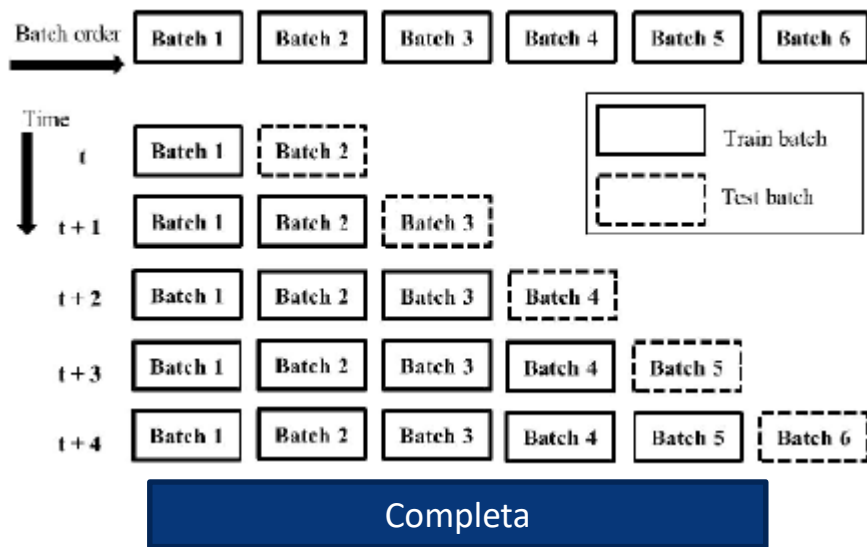 Batch order Batch 1 Batch 2 Batch 3 Batch 4 Batch 5 Batch 6
Time
t Batch 1 Batch 2
Train batch
Test batch
t + 1 Batch 1 Batch 2 Batch 3
t + 2 Batch 1 Batch 2 Batch 3 Batch 4
t + 3 Batch 1 Batch 2 Batch 3 Batch 4 Batch 5
t + 4 Batch 1 Batch 2 Batch 3 Batch 4 Batch 5 Batch 6
Completa